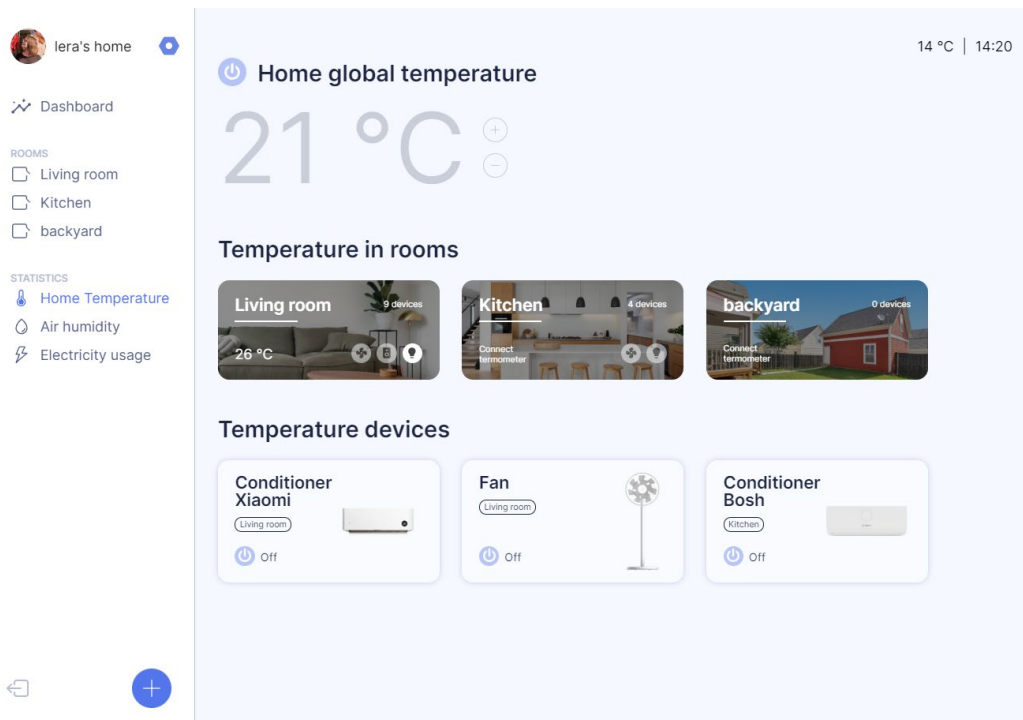 lera's home
Dashboard
ROOMS
Living room
Kitchen
backyard
STATISTICS
Home Temperature
Air humidity
Electricity usage
14 °C | 14:20
Home global temperature
21 °C
Temperature in rooms
Living room
9 devices
26 °C
Kitchen
4 devices
Connect
termometer
backyard
0 devices
Connect
termometer
Temperature devices
Conditioner
Xiaomi
Living room
Off
Fan
Living room
Off
Conditioner
Bosh
Kitchen
Off